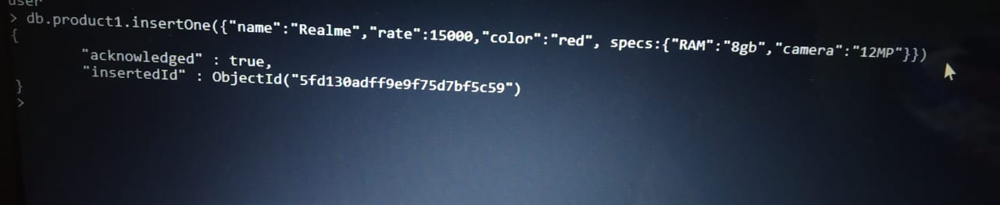 user
> db.product1.insertOne({"name":"Realme","rate":15000,"color":"red", specs:{"RAM":"8gb","camera":"12MP"}})
{
        "acknowledged" : true,
        "insertedId" : ObjectId("5fd130adff9e9f75d7bf5c59")
}
>